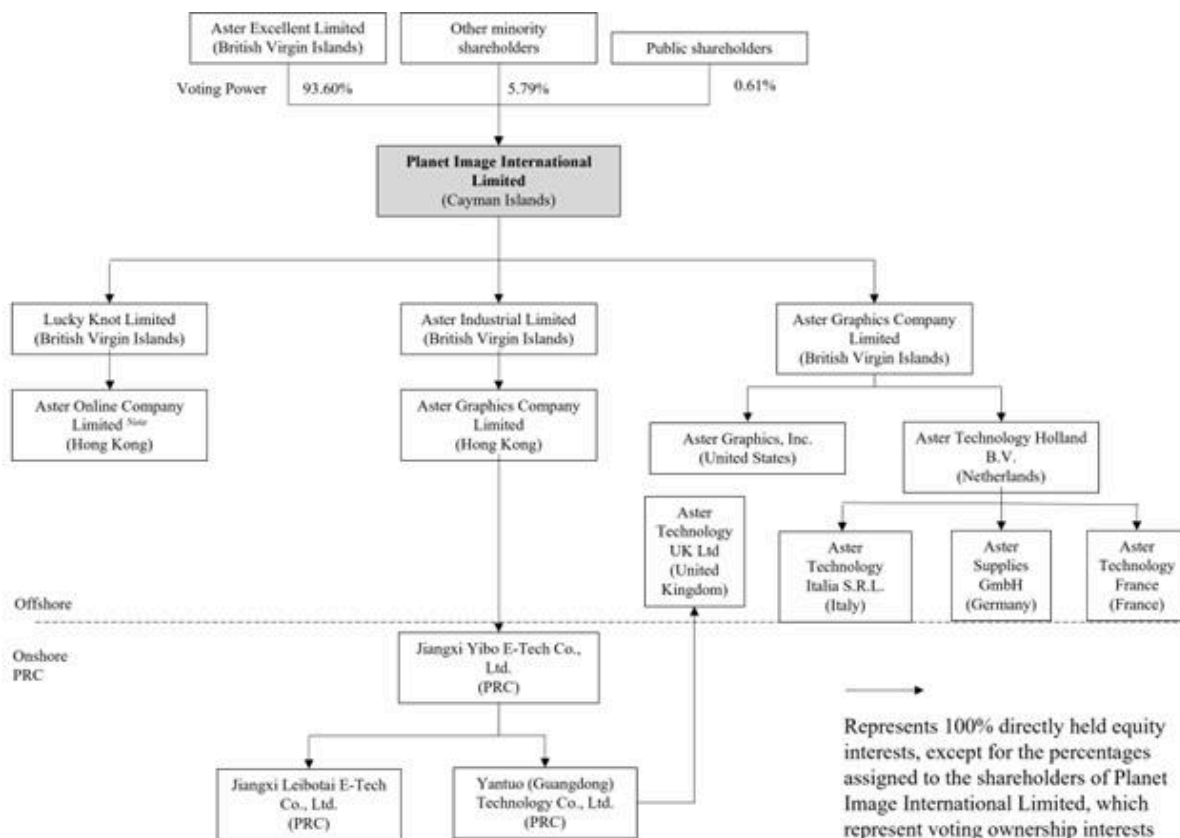 Aster Excellent Limited
(British Virgin Islands)
Other minority
shareholders
Public shareholders
Voting Power
93.60%
5.79%
0.61%
Planet Image International
Limited
(Cayman Islands)
Lucky Knot Limited
(British Virgin Islands)
Aster Industrial Limited
(British Virgin Islands)
Aster Graphics Company
Limited
(British Virgin Islands)
Aster Online Company
Limited Note
(Hong Kong)
Aster Graphics Company
Limited
(Hong Kong)
Aster Graphics, Inc.
(United States)
Aster Technology Holland
B.V.
(Netherlands)
Aster
Technology
UK Ltd
(United
Kingdom)
Aster
Technology
Italia S.R.L.
(Italy)
Aster
Supplies
GmbH
(Germany)
Aster
Technology
France
(France)
Offshore
Onshore
PRC
Jiangxi Yibo E-Tech Co.,
Ltd.
(PRC)
Jiangxi Leibotai E-Tech
Co., Ltd.
(PRC)
Yantuo (Guangdong)
Technology Co., Ltd.
(PRC)
Represents 100% directly held equity
interests, except for the percentages
assigned to the shareholders of Planet
Image International Limited, which
represent voting ownership interests